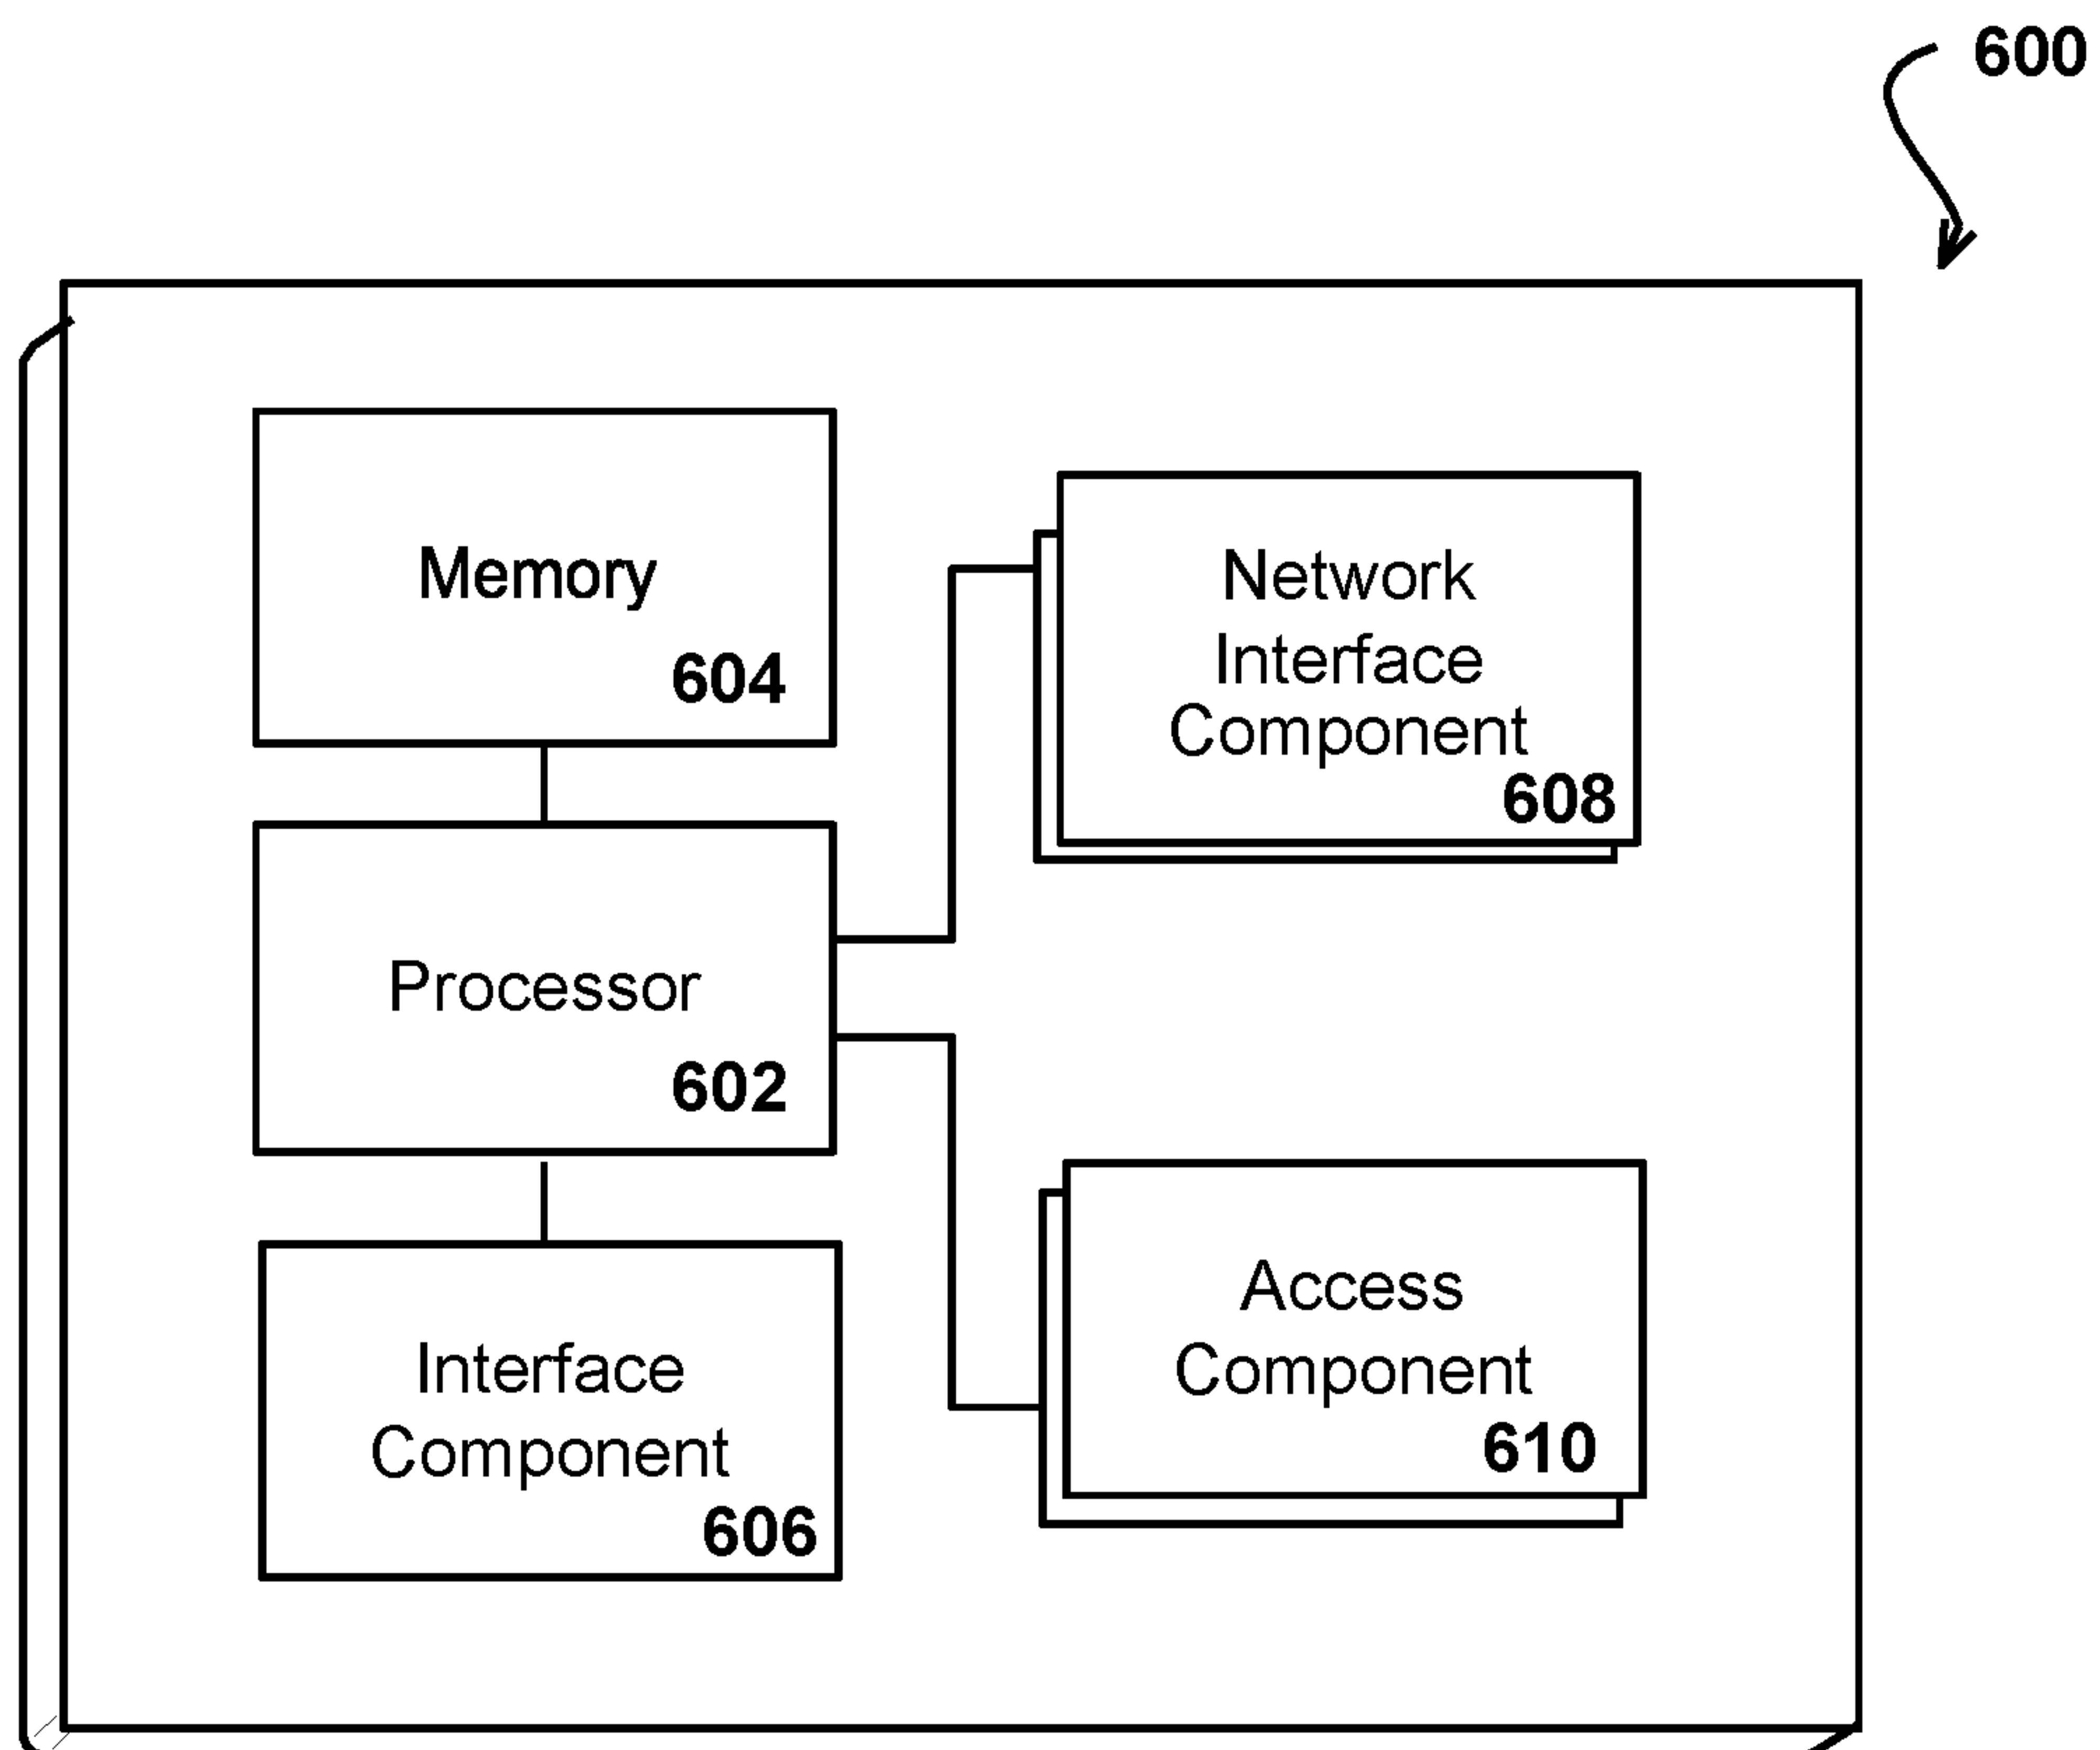 600
Memory
604
Network
Interface
Component
608
Processor
602
Access
Component
610
Interface
Component
606